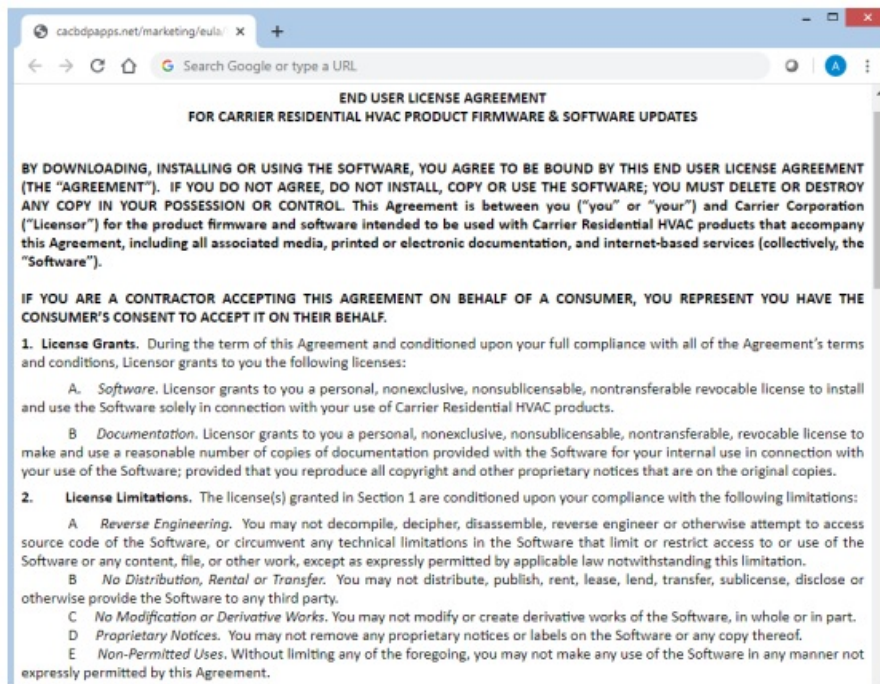 cacbdpapps.net/marketing/eula/
Search Google or type a URL
A
END USER LICENSE AGREEMENT
FOR CARRIER RESIDENTIAL HVAC PRODUCT FIRMWARE & SOFTWARE UPDATES
BY DOWNLOADING, INSTALLING OR USING THE SOFTWARE, YOU AGREE TO BE BOUND BY THIS END USER LICENSE AGREEMENT
(THE “AGREEMENT”). IF YOU DO NOT AGREE, DO NOT INSTALL, COPY OR USE THE SOFTWARE; YOU MUST DELETE OR DESTROY
ANY COPY IN YOUR POSSESSION OR CONTROL. This Agreement is between you (“you” or “your”) and Carrier Corporation
(“Licensor”) for the product firmware and software intended to be used with Carrier Residential HVAC products that accompany
this Agreement, including all associated media, printed or electronic documentation, and internet-based services (collectively, the
“Software”).
IF YOU ARE A CONTRACTOR ACCEPTING THIS AGREEMENT ON BEHALF OF A CONSUMER, YOU REPRESENT YOU HAVE THE
CONSUMER’S CONSENT TO ACCEPT IT ON THEIR BEHALF.
1. License Grants. During the term of this Agreement and conditioned upon your full compliance with all of the Agreement’s terms
and conditions, Licensor grants to you the following licenses:
A. Software. Licensor grants to you a personal, nonexclusive, nonsublicensable, nontransferable revocable license to install
and use the Software solely in connection with your use of Carrier Residential HVAC products.
B Documentation. Licensor grants to you a personal, nonexclusive, nonsublicensable, nontransferable, revocable license to
make and use a reasonable number of copies of documentation provided with the Software for your internal use in connection with
your use of the Software; provided that you reproduce all copyright and other proprietary notices that are on the original copies.
2. License Limitations. The license(s) granted in Section 1 are conditioned upon your compliance with the following limitations:
A Reverse Engineering. You may not decompile, decipher, disassemble, reverse engineer or otherwise attempt to access
source code of the Software, or circumvent any technical limitations in the Software that limit or restrict access to or use of the
Software or any content, file, or other work, except as expressly permitted by applicable law notwithstanding this limitation.
B No Distribution, Rental or Transfer. You may not distribute, publish, rent, lease, lend, transfer, sublicense, disclose or
otherwise provide the Software to any third party.
C No Modification or Derivative Works. You may not modify or create derivative works of the Software, in whole or in part.
D Proprietary Notices. You may not remove any proprietary notices or labels on the Software or any copy thereof.
E Non-Permitted Uses. Without limiting any of the foregoing, you may not make any use of the Software in any manner not
expressly permitted by this Agreement.